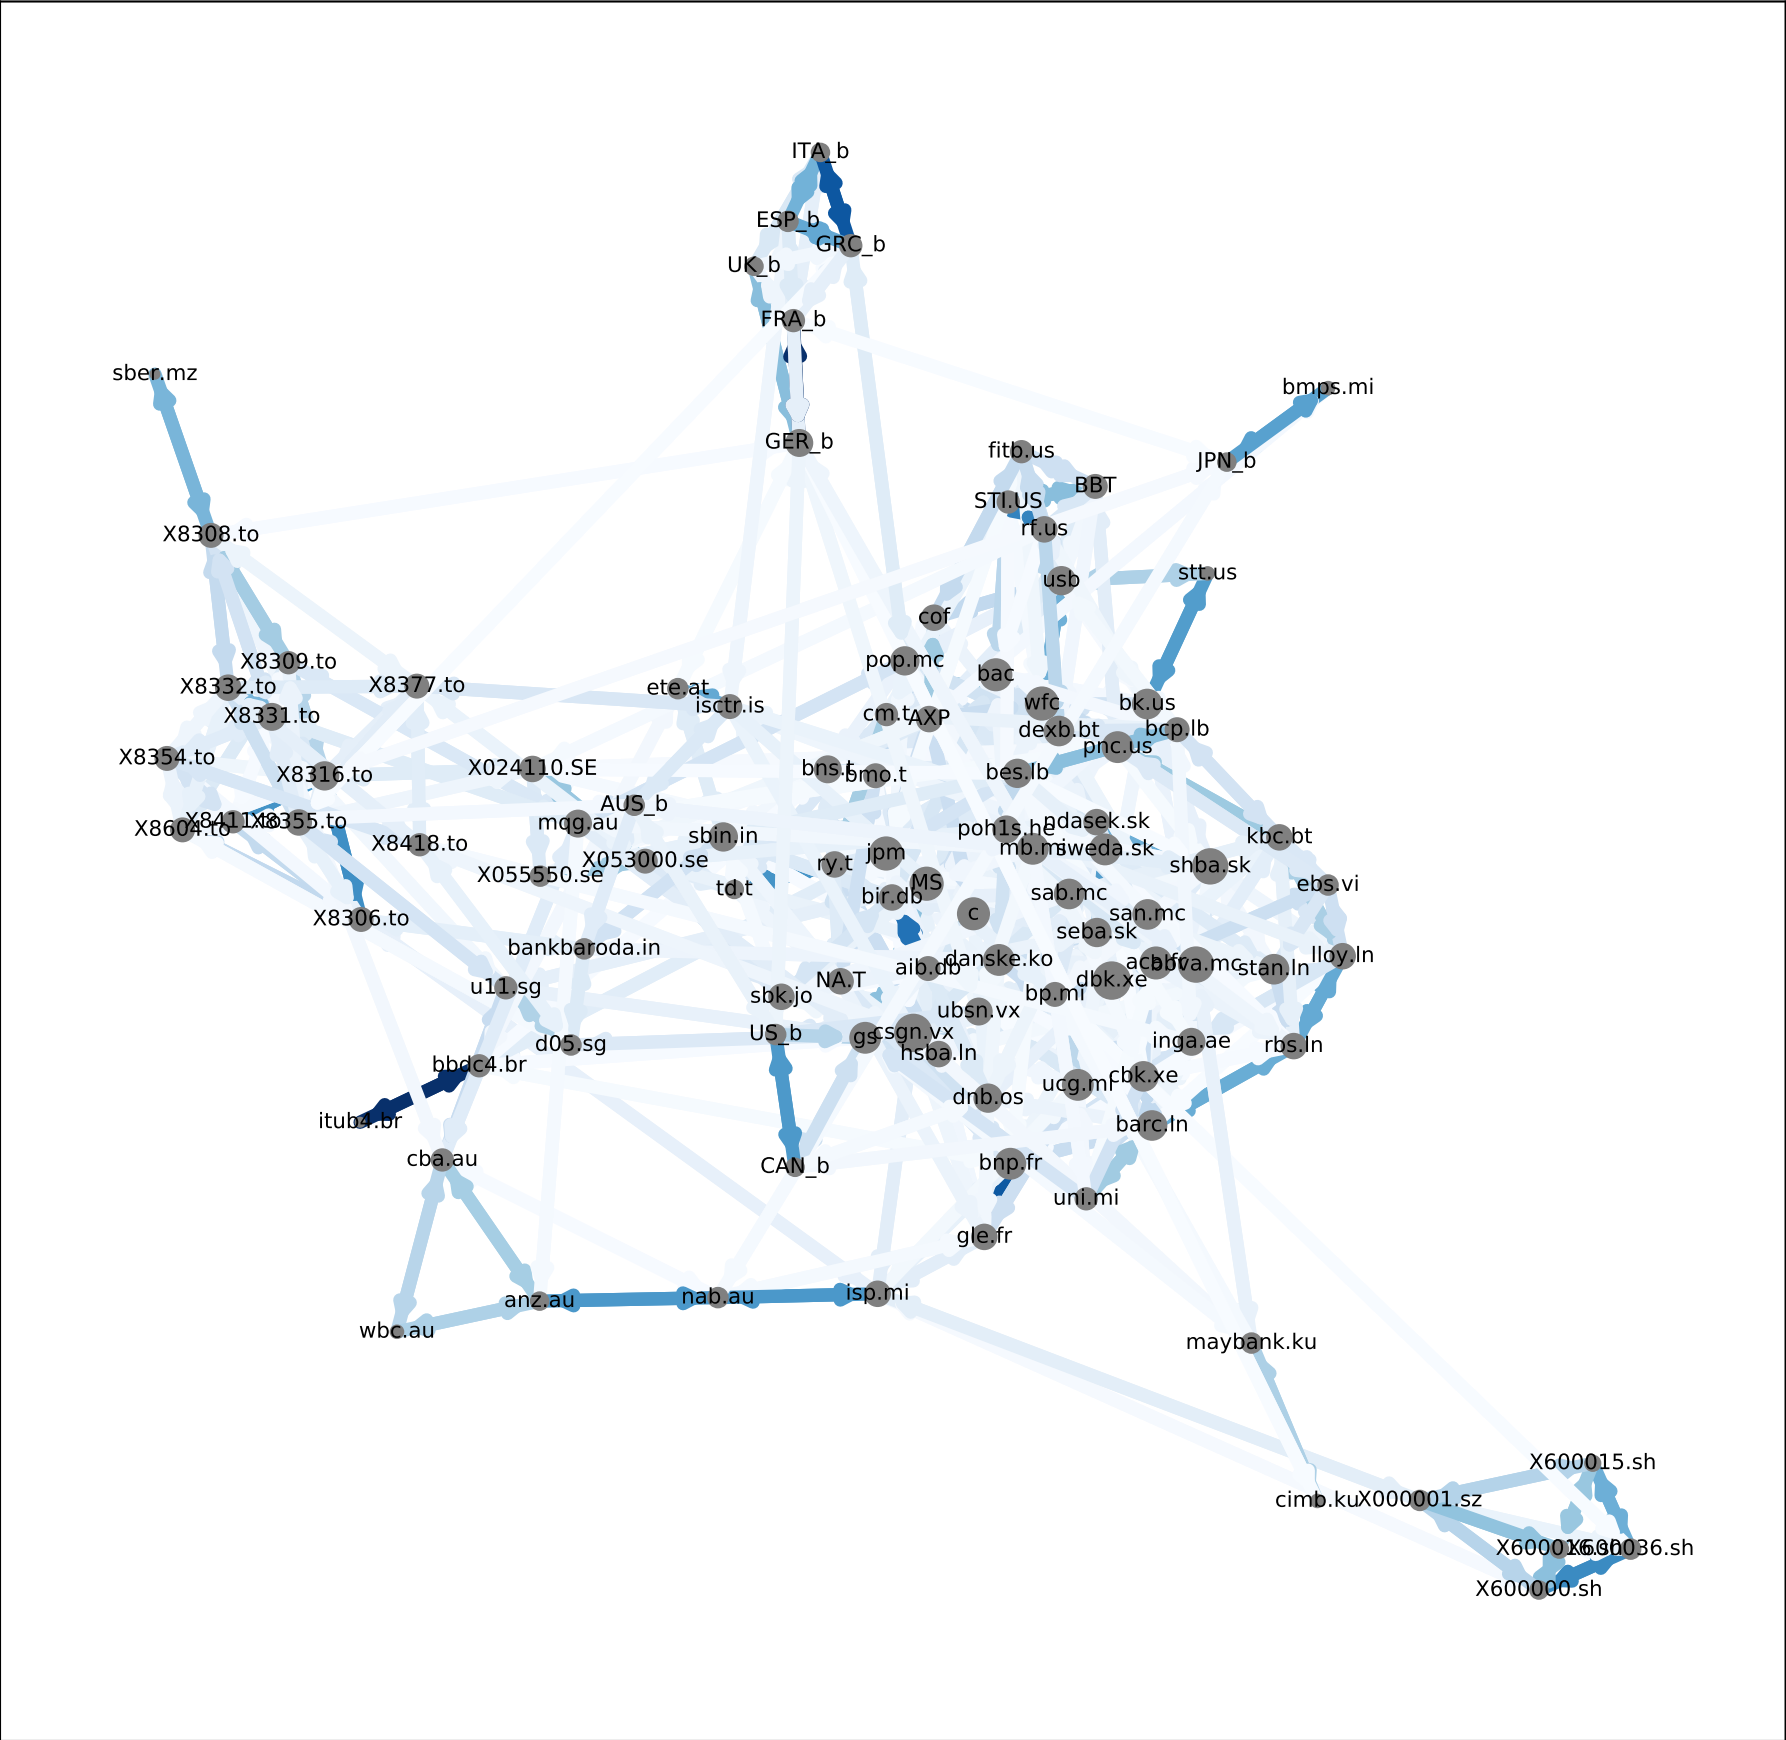 ITA_b
ESP_b
GRC_b
UK_b
FRA_b
sber.mz
bmps.mi
GER_b
fitb.us
JPN_b
BBT
STI.US
rf.us
X8308.to
stt.us
usb
cof
X8309.to
pop.mc
bac
X8332.to
X8377.to
ete.at
isctr.is
wfc
bk.us
X8331.to
cm.t
AXP
dexb.bt
bcp.lb
pnc.us
X8354.to
X8316.to
X024110.SE
bns.t
bmo.t
bes.lb
AUS_b
X8604.to
X8411.to
X8355.to
mqg.au
sbin.in
poh1s.he
ndasek.sk
kbc.bt
X8418.to
X053000.se
ry.t
jpm
mb.mi
sweda.sk
shba.sk
X055550.se
td.t
bir.db
MS
sab.mc
ebs.vi
X8306.to
c
san.mc
seba.sk
bankbaroda.in
u11.sg
sbk.jo
NA.T
aib.db
danske.ko
dbk.xe
bbva.mc
stan.ln
lloy.ln
bp.mi
ubsn.vx
d05.sg
US_b
gs
csgn.vx
hsba.ln
inga.ae
rbs.ln
bbdc4.br
dnb.os
ucg.mi
cbk.xe
itub4.br
barc.ln
cba.au
CAN_b
bnp.fr
uni.mi
gle.fr
anz.au
nab.au
isp.mi
wbc.au
maybank.ku
X600015.sh
cimb.ku
X000001.sz
X600016.sh
X600036.sh
X600000.sh